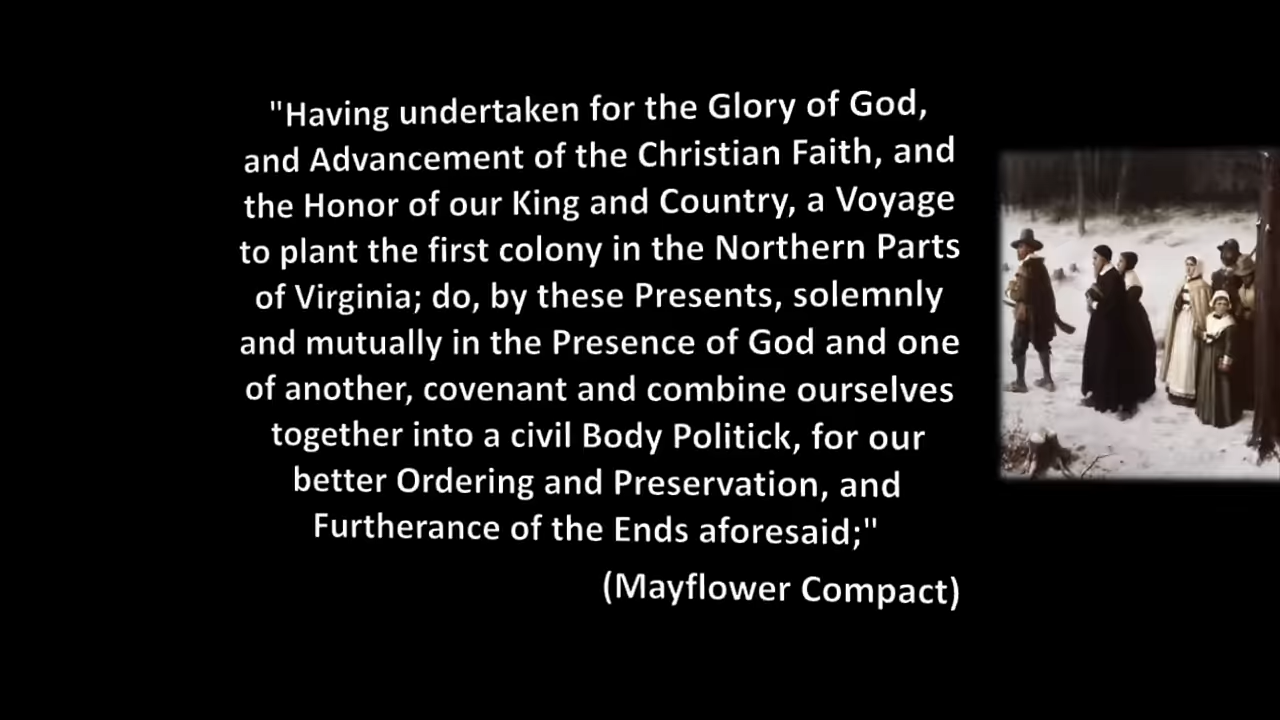 "Having undertaken for the Glory of God,
and Advancement of the Christian Faith, and
the Honor of our King and Country, a Voyage
to plant the first colony in the Northern Parts
of Virginia; do, by these Presents, solemnly
and mutually in the Presence of God and one
of another, covenant and combine ourselves
together into a civil Body Politick, for our
better Ordering and Preservation, and
Furtherance of the Ends aforesaid;"
(Mayflower Compact)